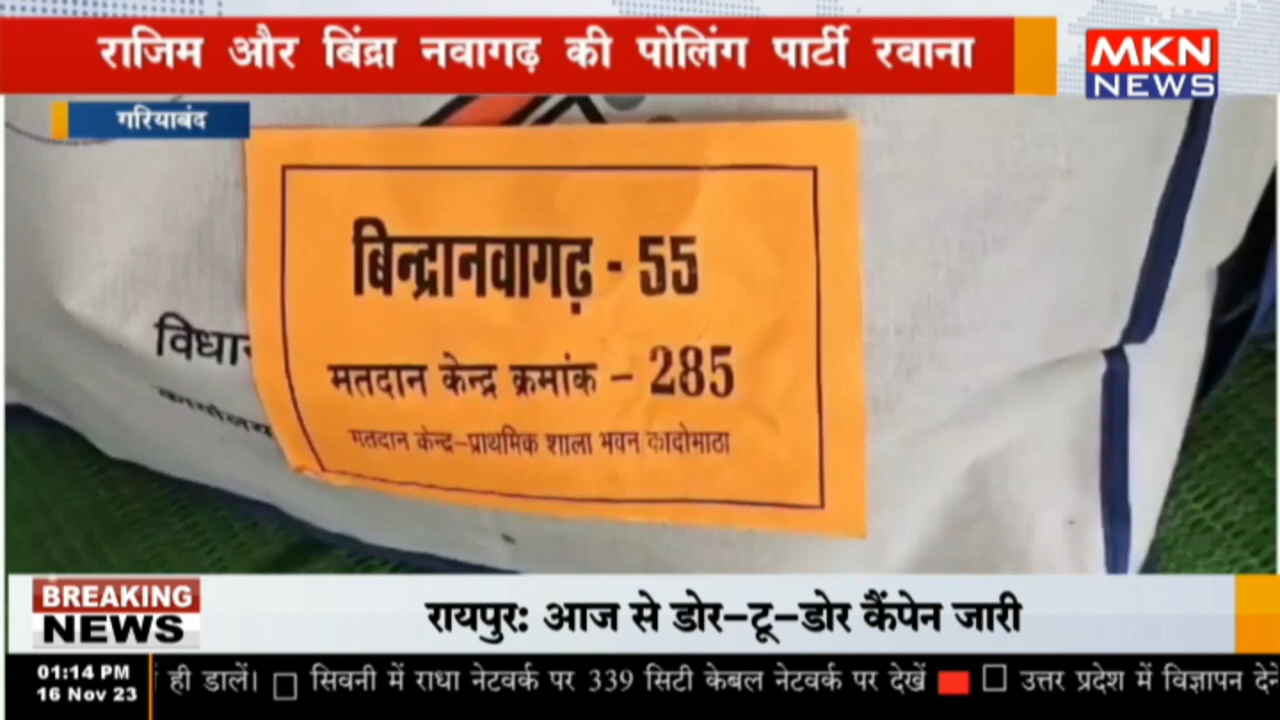 राजिम और बिंद्रा नवागढ़ की पोलिंग पार्टी रवाना
MKN
NEWS
गरियाबंद
बिन्द्रानवागढ़ - 55
विधान
मतदान केन्द्र क्रमांक - 285
कार्यालय
मतदान केन्द-प्राथमिक शाला भवन कादोमाठा
BREAKING
NEWS
रायपुर: आज से डोर-टू-डोर कैंपेन जारी
01:14 PM
16 Nov 23
ही डालें। सिवनी में राधा नेटवर्क पर 339 सिटी केबल नेटवर्क पर देखें उत्तर प्रदेश में विज्ञापन देने